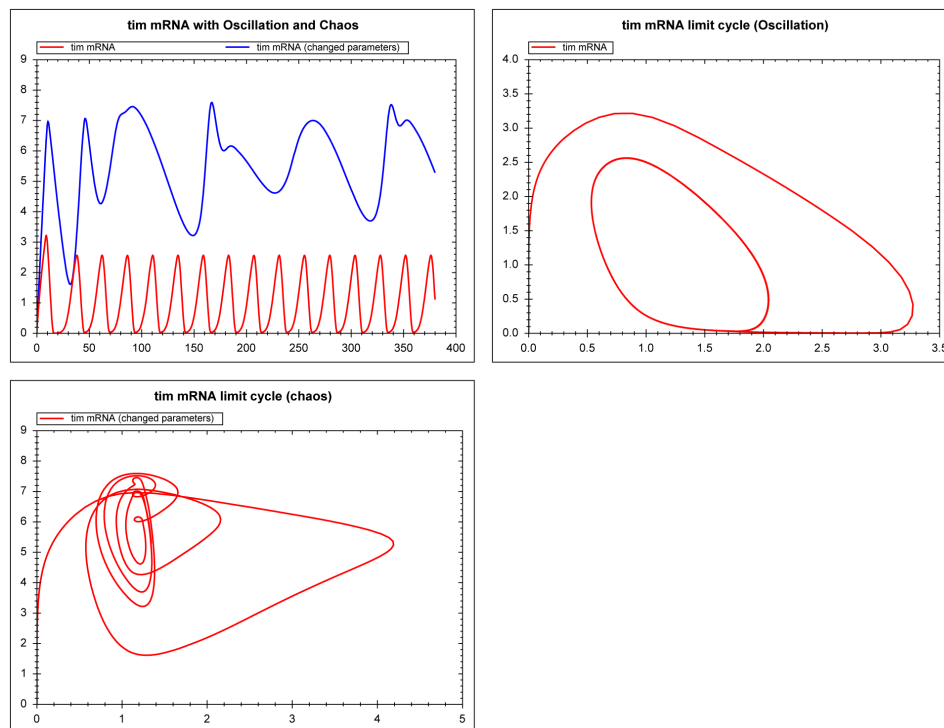 tim mRNA with Oscillation and Chaos
tim mRNA
tim mRNA (changed parameters)
9
8
7
6
5
4
3
2
1
0
0 50 100 150 200 250 300 350 400
tim mRNA limit cycle (Oscillation)
tim mRNA
4.0
3.5
3.0
2.5
2.0
1.5
1.0
0.5
0.0
0.0 0.5 1.0 1.5 2.0 2.5 3.0 3.5
tim mRNA limit cycle (chaos)
tim mRNA (changed parameters)
9
8
7
6
5
4
3
2
1
0
0 1 2 3 4 5